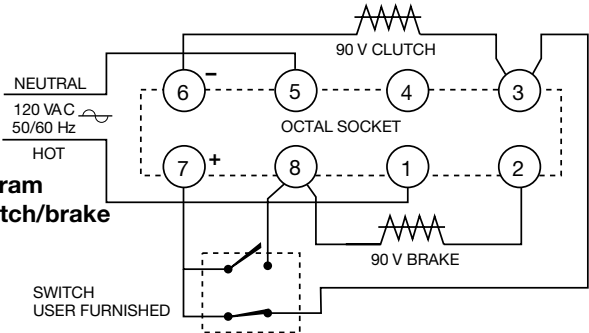 90 V CLUTCH
NEUTRAL
6 – 5 4 3
120 VAC
50/60 Hz
OCTAL SOCKET
HOT
7 + 8 1 2
ram
tch/brake
90 V BRAKE
SWITCH
USER FURNISHED